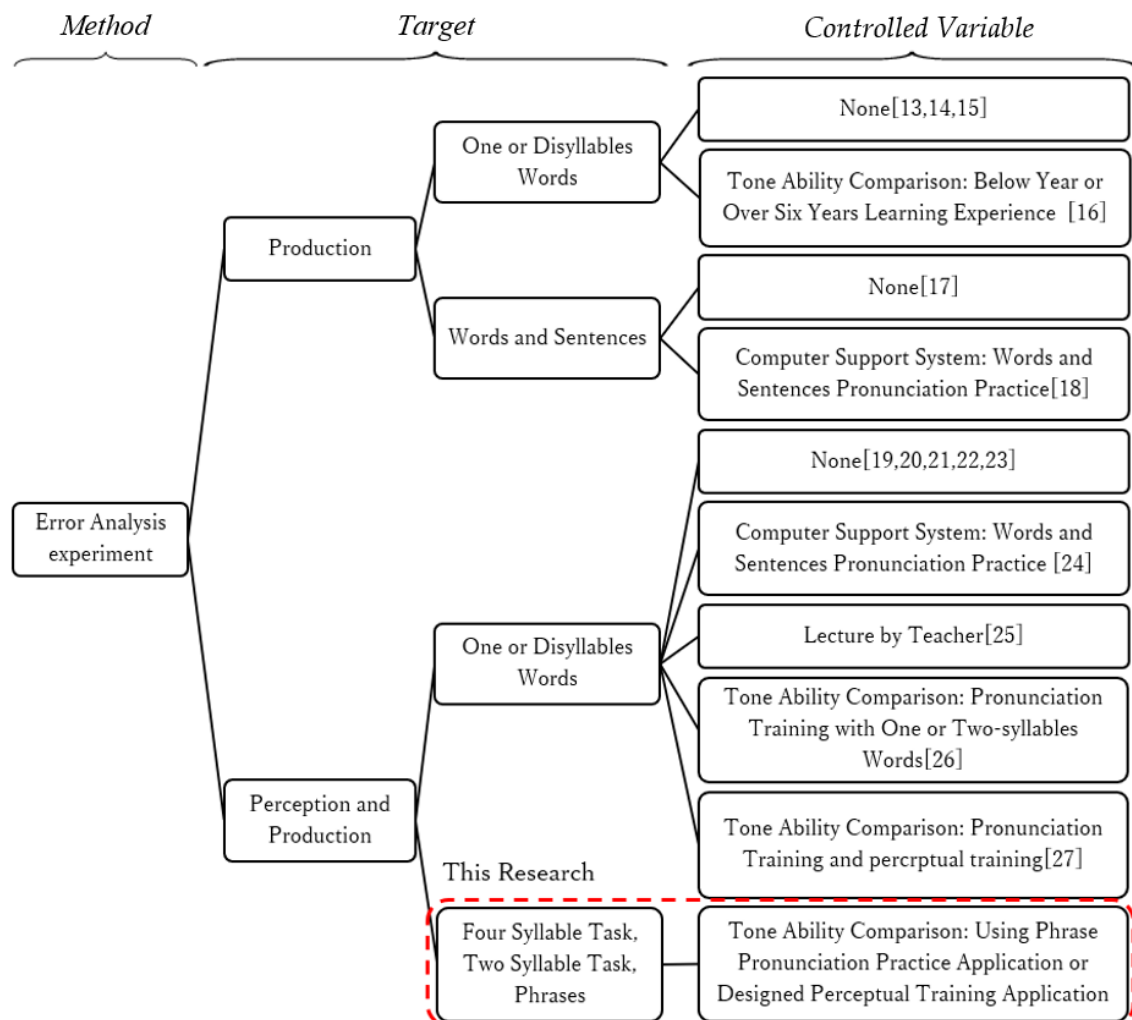 Method
Target
Controlled Variable
None[13,14,15]
One or Disyllables
Words
Tone Ability Comparison: Below Year or
Over Six Years Learning Experience [16]
Production
None[17]
Words and Sentences
Computer Support System: Words and
Sentences Pronunciation Practice[18]
None[19,20,21,22,23]
Error Analysis
experiment
Computer Support System: Words and
Sentences Pronunciation Practice [24]
One or Disyllables
Words
Lecture by Teacher[25]
Tone Ability Comparison: Pronunciation
Training with One or Two-syllables
Words[26]
Perception and
Production
Tone Ability Comparison: Pronunciation
Training and percrptual training[27]
This Research
Four Syllable Task,
Two Syllable Task,
Phrases
Tone Ability Comparison: Using Phrase
Pronunciation Practice Application or
Designed Perceptual Training Application